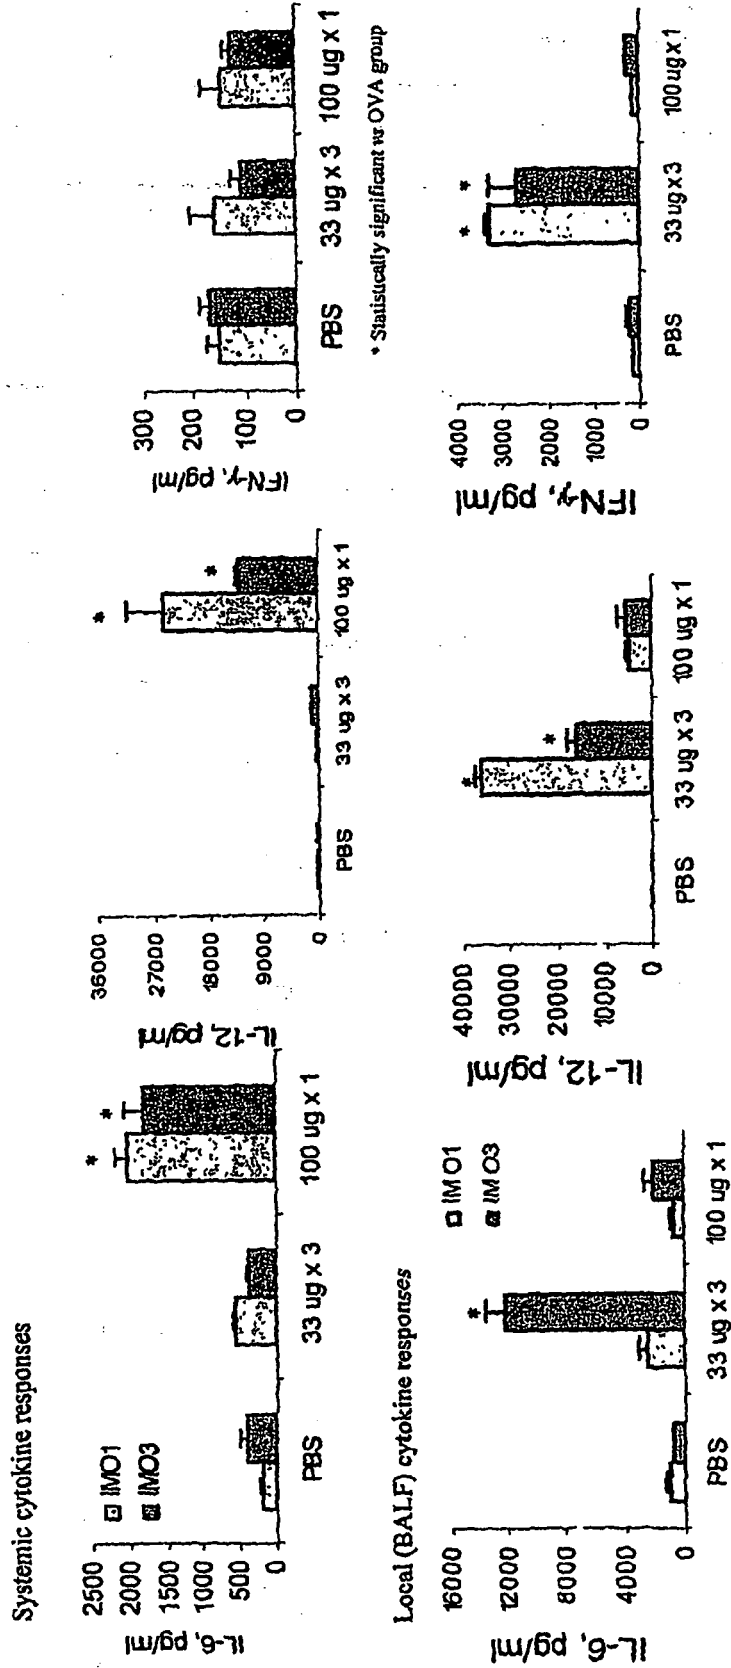 Systemic cytokine responses
IL-6, pg/ml
2500
2000
1500
1000
500
0
IMO1
IMO3
PBS
33 ug x 3
100 ug x 1
*
*
IL-12, pg/ml
36000
27000
18000
9000
0
PBS
33 ug x 3
100 ug x 1
*
*
IFN-γ, pg/ml
300
200
100
0
PBS
33 ug x 3
100 ug x 1
* Statistically significant vs OVA group
Local (BALF) cytokine responses
IL-6, pg/ml
16000
12000
8000
4000
0
IMO1
IMO3
PBS
33 ug x 3
100 ug x 1
*
IL-12, pg/ml
40000
30000
20000
10000
0
PBS
33 ug x 3
100 ug x 1
*
*
IFN-γ, pg/ml
4000
3000
2000
1000
0
PBS
33 ug x 3
100 ug x 1
*
*